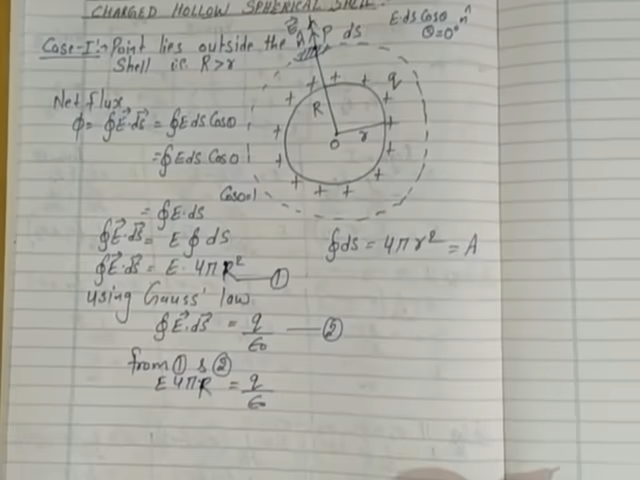 CHARGED HOLLOW SPHERICAL SHELL:
Case-I:→ Point lies outside the
Shell i.e. R>r
E⃗ A P ds
E·ds Cosθ
θ=0° n̂
q
R
r
O
+ + + + + + + + + + + + + +
Net flux
φ = ∮E⃗·ds⃗ = ∮E ds Cosθ
= ∮E ds Cos0
Cos0=1
= ∮E·ds
∮E⃗·ds⃗ = E ∮ds
∮ds = 4πr² = A
∮E⃗·ds⃗ = E·4πR² — ①
using Gauss' law
∮E⃗·ds⃗ = q/ε₀ — ②
from ① & ②
E 4πR = q/ε₀